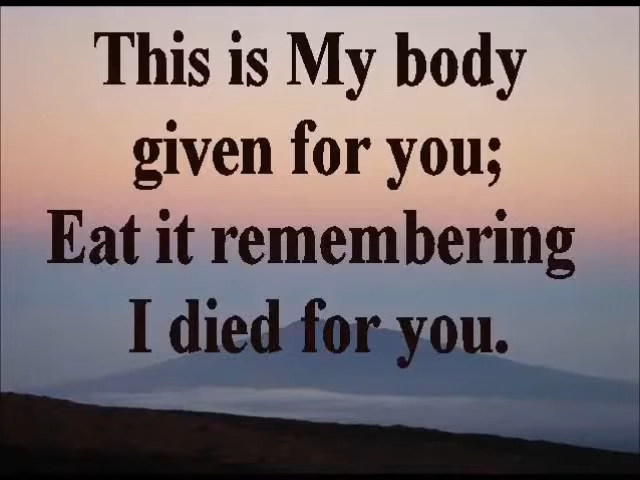 This is My body
given for you;
Eat it remembering
I died for you.